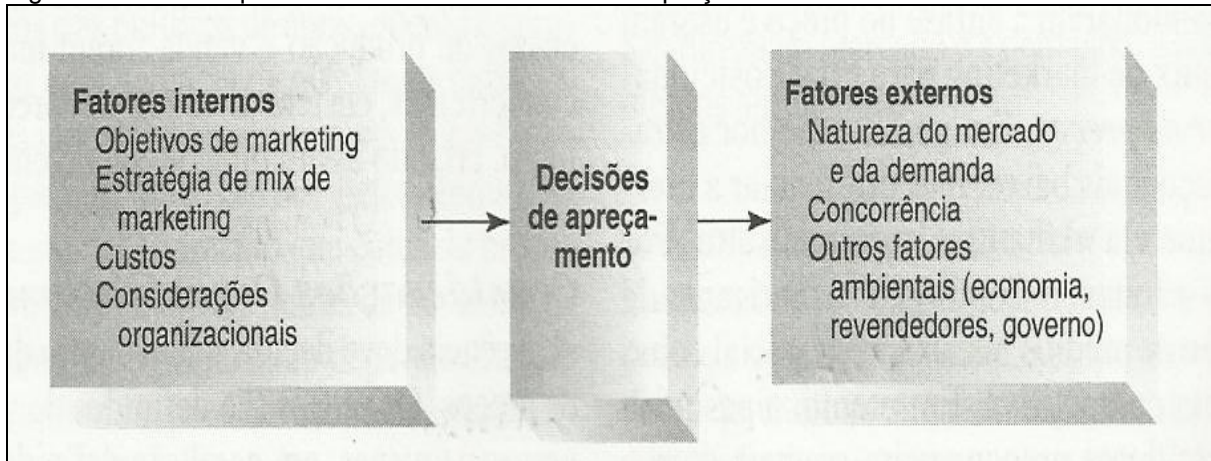 Fatores internos
Objetivos de marketing
Estratégia de mix de
marketing
Custos
Considerações
organizacionais
Decisões
de apreça-
mento
Fatores externos
Natureza do mercado
e da demanda
Concorrência
Outros fatores
ambientais (economia,
revendedores, governo)